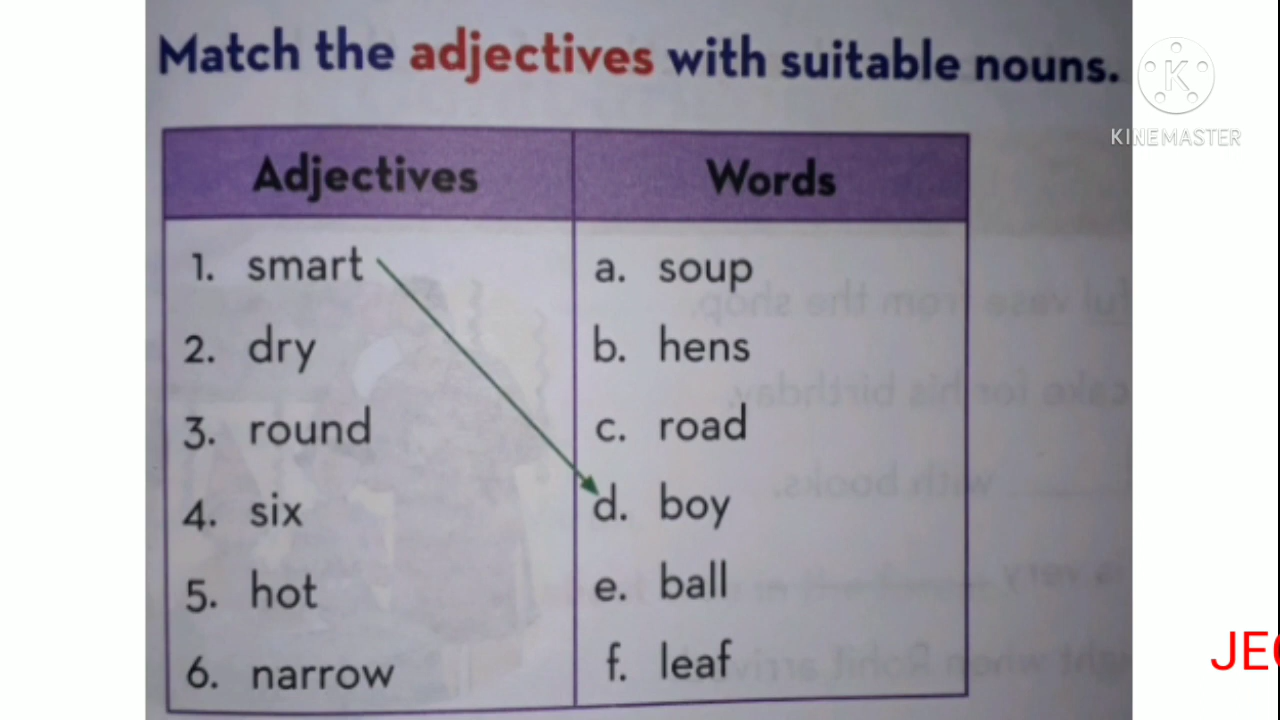 Match the adjectives with suitable nouns.
KINEMASTER
Adjectives Words
1. smart a. soup
2. dry b. hens
3. round c. road
4. six d. boy
5. hot e. ball
6. narrow f. leaf